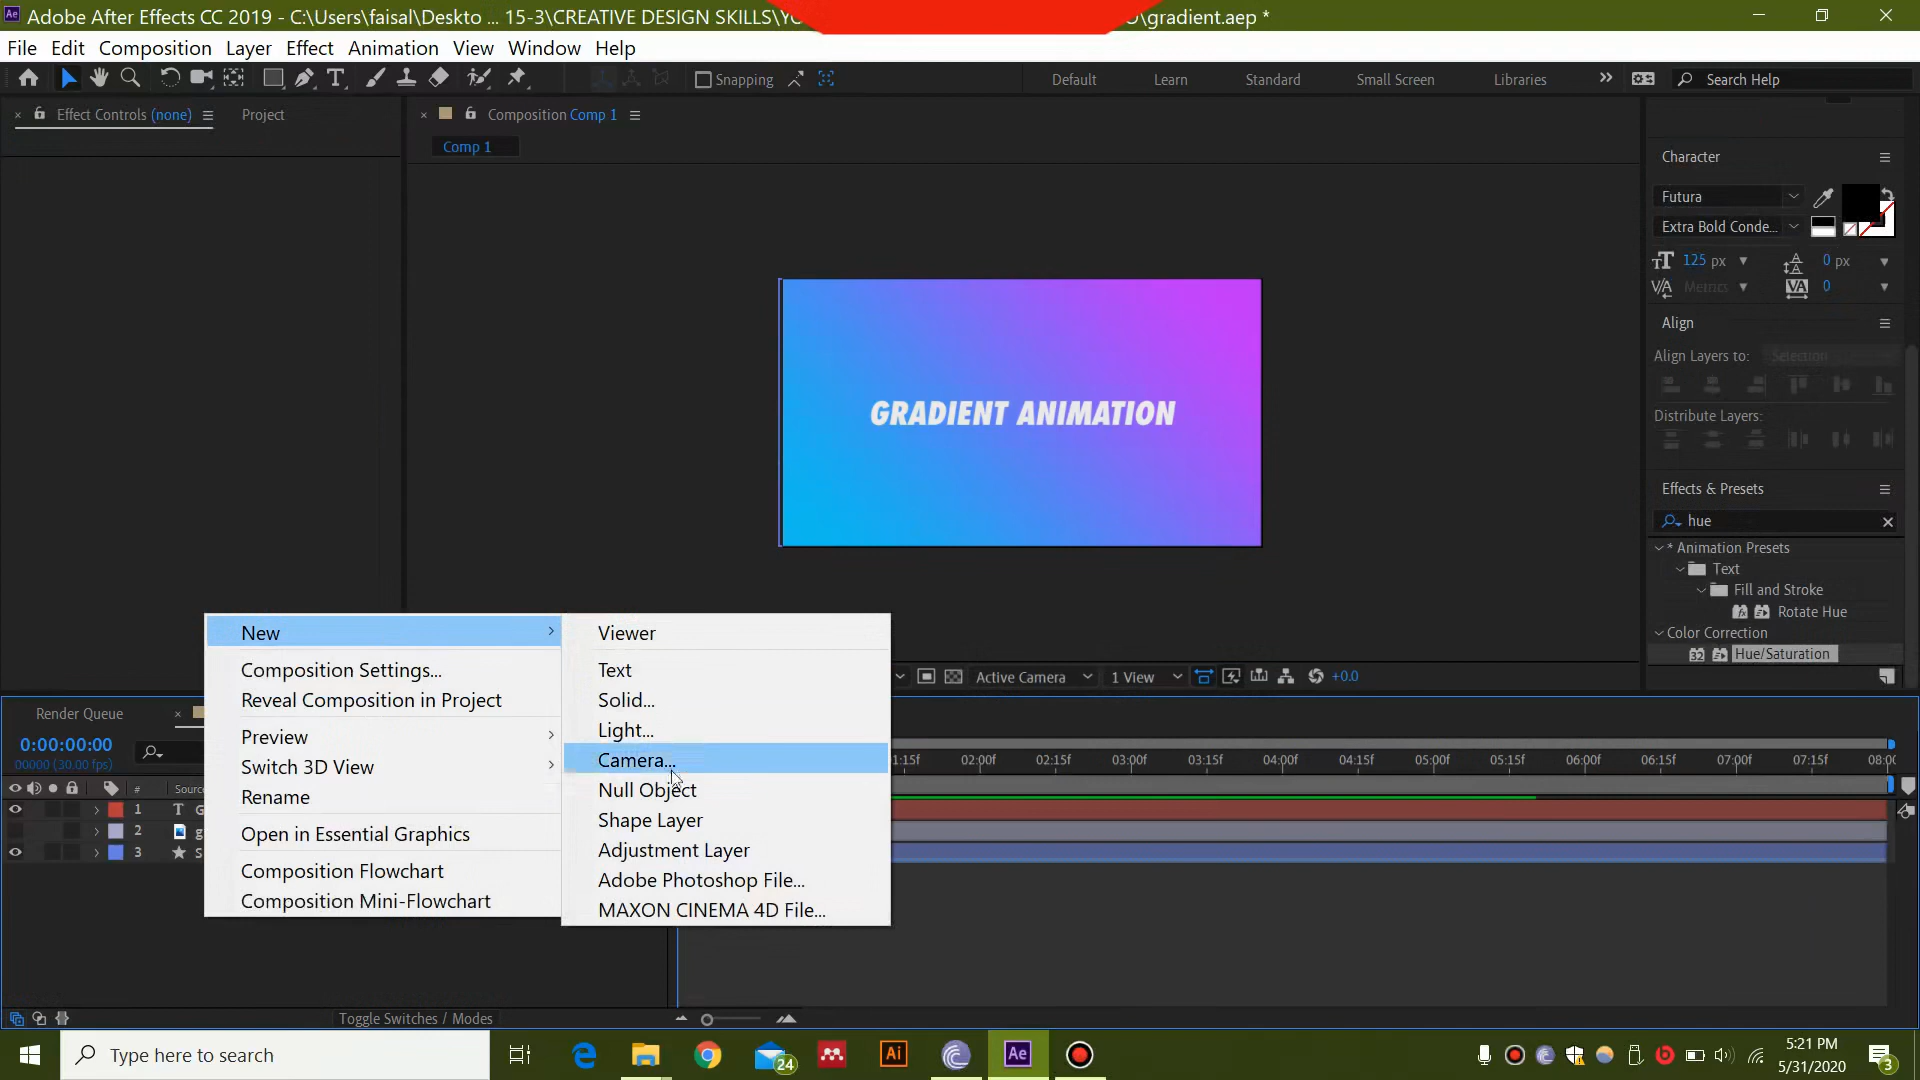 Adobe After Effects CC 2019 - C:\Users\faisal\Deskto ... 15-3\CREATIVE DESIGN SKILLS\YO O\gradient.aep *
File Edit Composition Layer Effect Animation View Window Help
Snapping Default Learn Standard Small Screen Libraries Search Help
Effect Controls (none) Project Composition Comp 1
Comp 1
Character
Futura
Extra Bold Conde...
125 px 0 px
Metrics 0
Align
Align Layers to: Selection
Distribute Layers:
Effects & Presets
hue
* Animation Presets
Text
Fill and Stroke
Rotate Hue
Color Correction
Hue/Saturation
GRADIENT ANIMATION
New
Composition Settings...
Reveal Composition in Project
Preview
Switch 3D View
Rename
Open in Essential Graphics
Composition Flowchart
Composition Mini-Flowchart
Viewer
Text
Solid...
Light...
Camera...
Null Object
Shape Layer
Adjustment Layer
Adobe Photoshop File...
MAXON CINEMA 4D File...
Active Camera 1 View +0.0
Render Queue
0:00:00:00
00000 (30.00 fps)
1:15f 02:00f 02:15f 03:00f 03:15f 04:00f 04:15f 05:00f 05:15f 06:00f 06:15f 07:00f 07:15f 08:00
# Sourc
1 T G
2 g
3 S
Toggle Switches / Modes
Type here to search
24
Ai
Ae
5:21 PM
5/31/2020
3